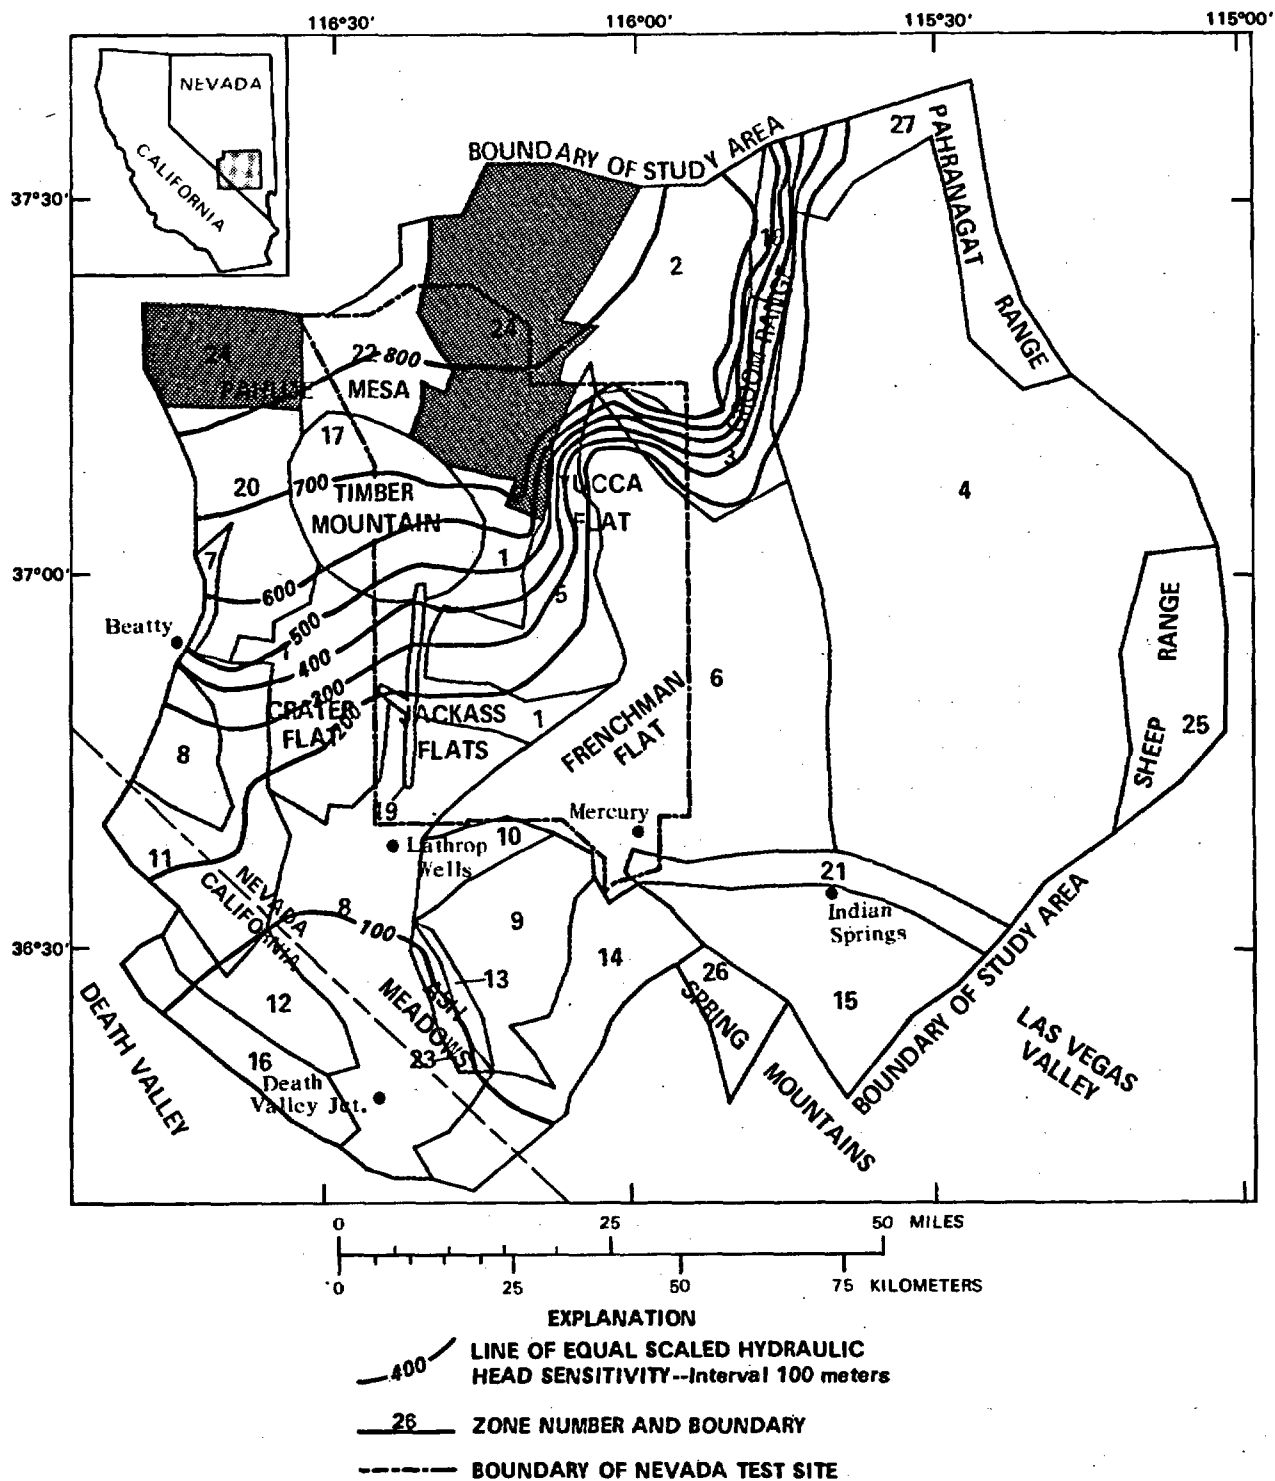 116°30'
116°00'
115°30'
115°00'
NEVADA
CALIFORNIA
BOUNDARY OF STUDY AREA
27
PAHRANAGAT
RANGE
37°30'
2
24
24
22
800
MESA
17
20
700
TIMBER
MOUNTAIN
FLAT
4
3
7
1
37°00'
600
5
Beatty
500
400
200
CRATER
FLAT
JACKASS
FLATS
1
FRENCHMAN
FLAT
6
RANGE
SHEEP
25
8
19
Mercury
10
Lathrop
Wells
11
21
Indian
Springs
NEVADA
CALIFORNIA
8
100
9
36°30'
14
13
26
SPRING
MOUNTAINS
15
BOUNDARY OF STUDY AREA
LAS VEGAS
VALLEY
DEATH VALLEY
12
ASH
MEADOWS
16
23
Death
Valley Jct.
0 25 50 MILES
0 25 50 75 KILOMETERS
EXPLANATION
400 LINE OF EQUAL SCALED HYDRAULIC
HEAD SENSITIVITY--Interval 100 meters
26 ZONE NUMBER AND BOUNDARY
BOUNDARY OF NEVADA TEST SITE